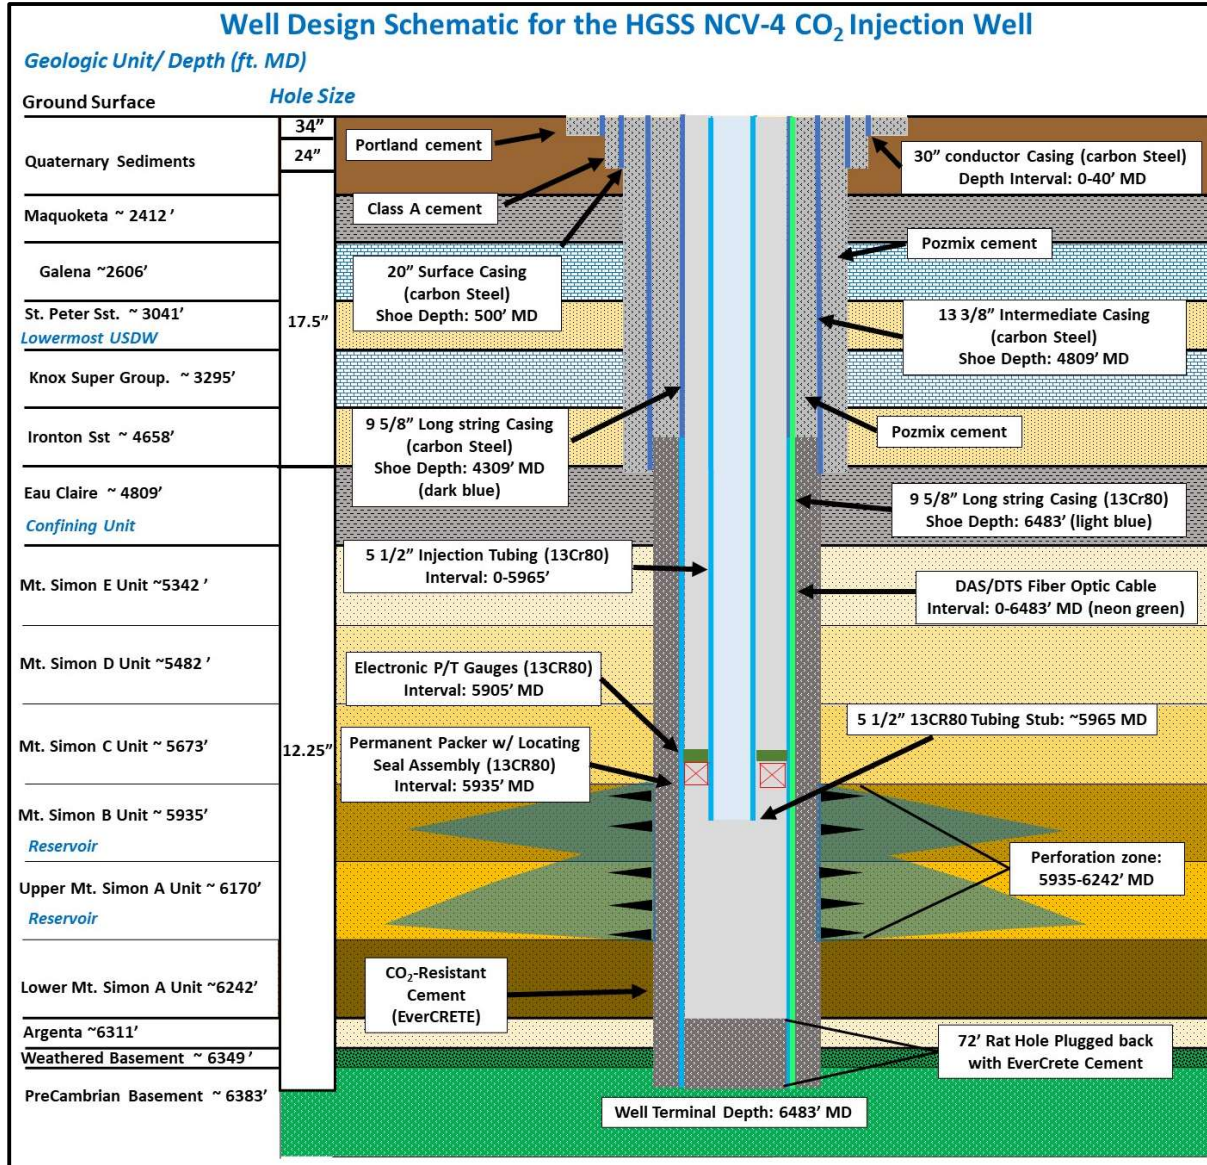 Well Design Schematic for the HGSS NCV-4 CO₂ Injection Well
Geologic Unit/ Depth (ft. MD)
Hole Size
Ground Surface
34”
24”
17.5”
12.25”
Quaternary Sediments
Maquoketa ~ 2412’
Galena ~2606’
St. Peter Sst. ~ 3041’
Lowermost USDW
Knox Super Group. ~ 3295’
Ironton Sst ~ 4658’
Eau Claire ~ 4809’
Confining Unit
Mt. Simon E Unit ~5342 ’
Mt. Simon D Unit ~5482 ’
Mt. Simon C Unit ~ 5673’
Mt. Simon B Unit ~ 5935’
Reservoir
Upper Mt. Simon A Unit ~ 6170’
Reservoir
Lower Mt. Simon A Unit ~6242’
Argenta ~6311’
Weathered Basement ~ 6349 ’
PreCambrian Basement ~ 6383’
Portland cement
Class A cement
20” Surface Casing
(carbon Steel)
Shoe Depth: 500’ MD
9 5/8” Long string Casing
(carbon Steel)
Shoe Depth: 4309’ MD
(dark blue)
5 1/2” Injection Tubing (13Cr80)
Interval: 0-5965’
Electronic P/T Gauges (13CR80)
Interval: 5905’ MD
Permanent Packer w/ Locating
Seal Assembly (13CR80)
Interval: 5935’ MD
CO₂-Resistant
Cement
(EverCRETE)
30” conductor Casing (carbon Steel)
Depth Interval: 0-40’ MD
Pozmix cement
13 3/8” Intermediate Casing
(carbon Steel)
Shoe Depth: 4809’ MD
Pozmix cement
9 5/8” Long string Casing (13Cr80)
Shoe Depth: 6483’ (light blue)
DAS/DTS Fiber Optic Cable
Interval: 0-6483’ MD (neon green)
5 1/2” 13CR80 Tubing Stub: ~5965 MD
Perforation zone:
5935-6242’ MD
72’ Rat Hole Plugged back
with EverCrete Cement
Well Terminal Depth: 6483’ MD